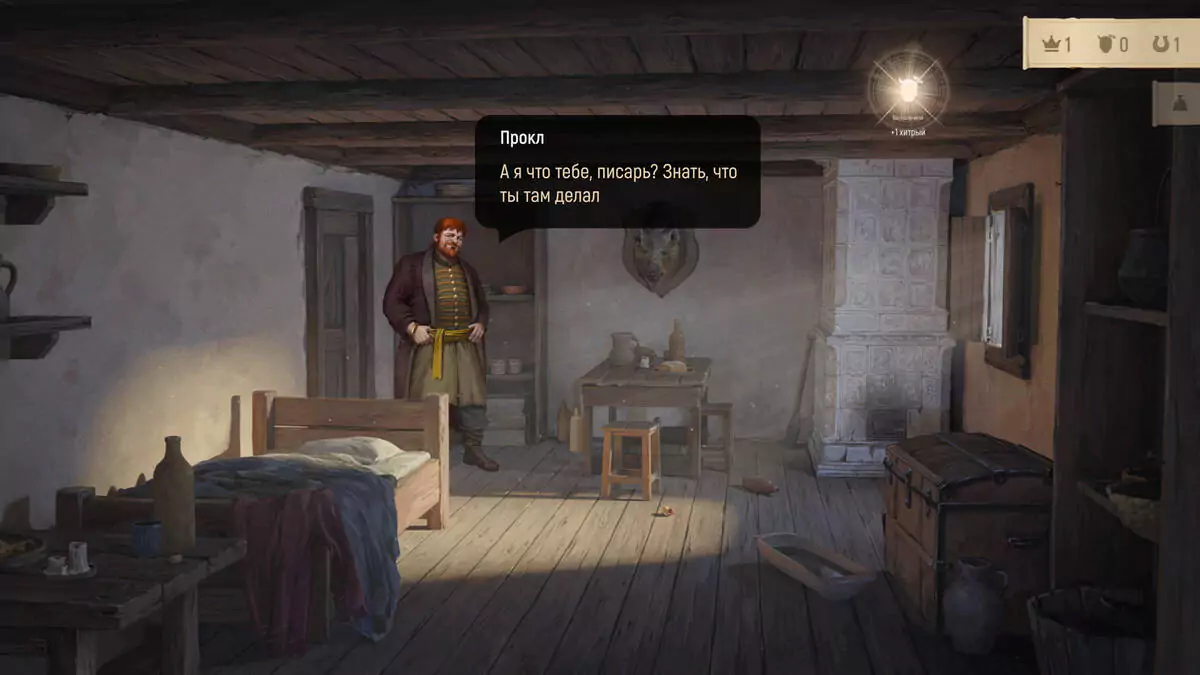 1 0 1
+1 хитрый
Прокл
А я что тебе, писарь? Знать, что
ты там делал